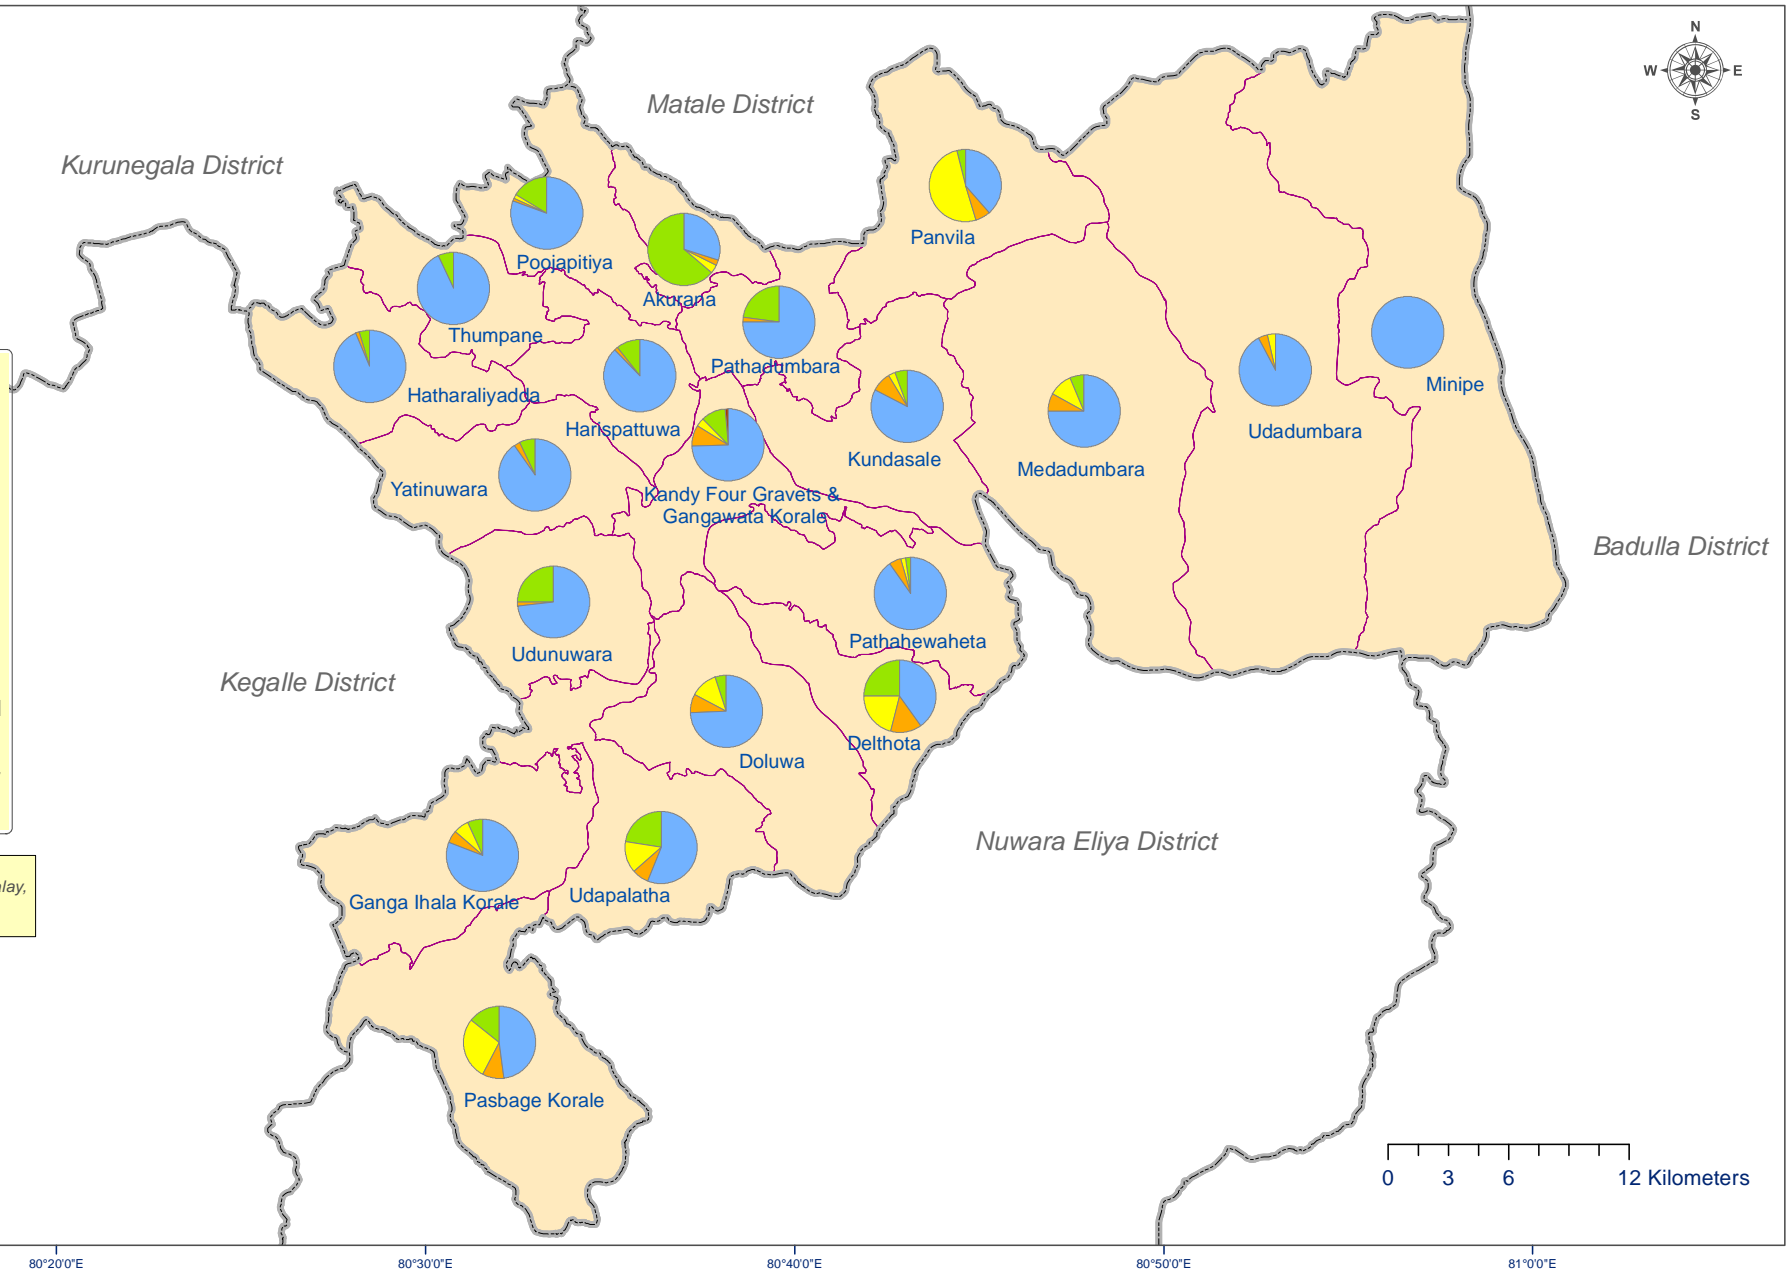 N
W E
S
Matale District
Kurunegala District
Panvila
Poojapitiya
Akurana
Thumpane
Pathadumbara
Minipe
Hatharaliyadda
Harispattuwa
Udadumbara
Kundasale
Medadumbara
Yatinuwara
Kandy Four Gravets &
Gangawata Korale
Badulla District
Pathahewaheta
Udunuwara
Kegalle District
Delthota
Doluwa
Nuwara Eliya District
lay,
Udapalatha
Ganga Ihala Korale
Pasbage Korale
0 3 6 12 Kilometers
80°20'0"E 80°30'0"E 80°40'0"E 80°50'0"E 81°0'0"E